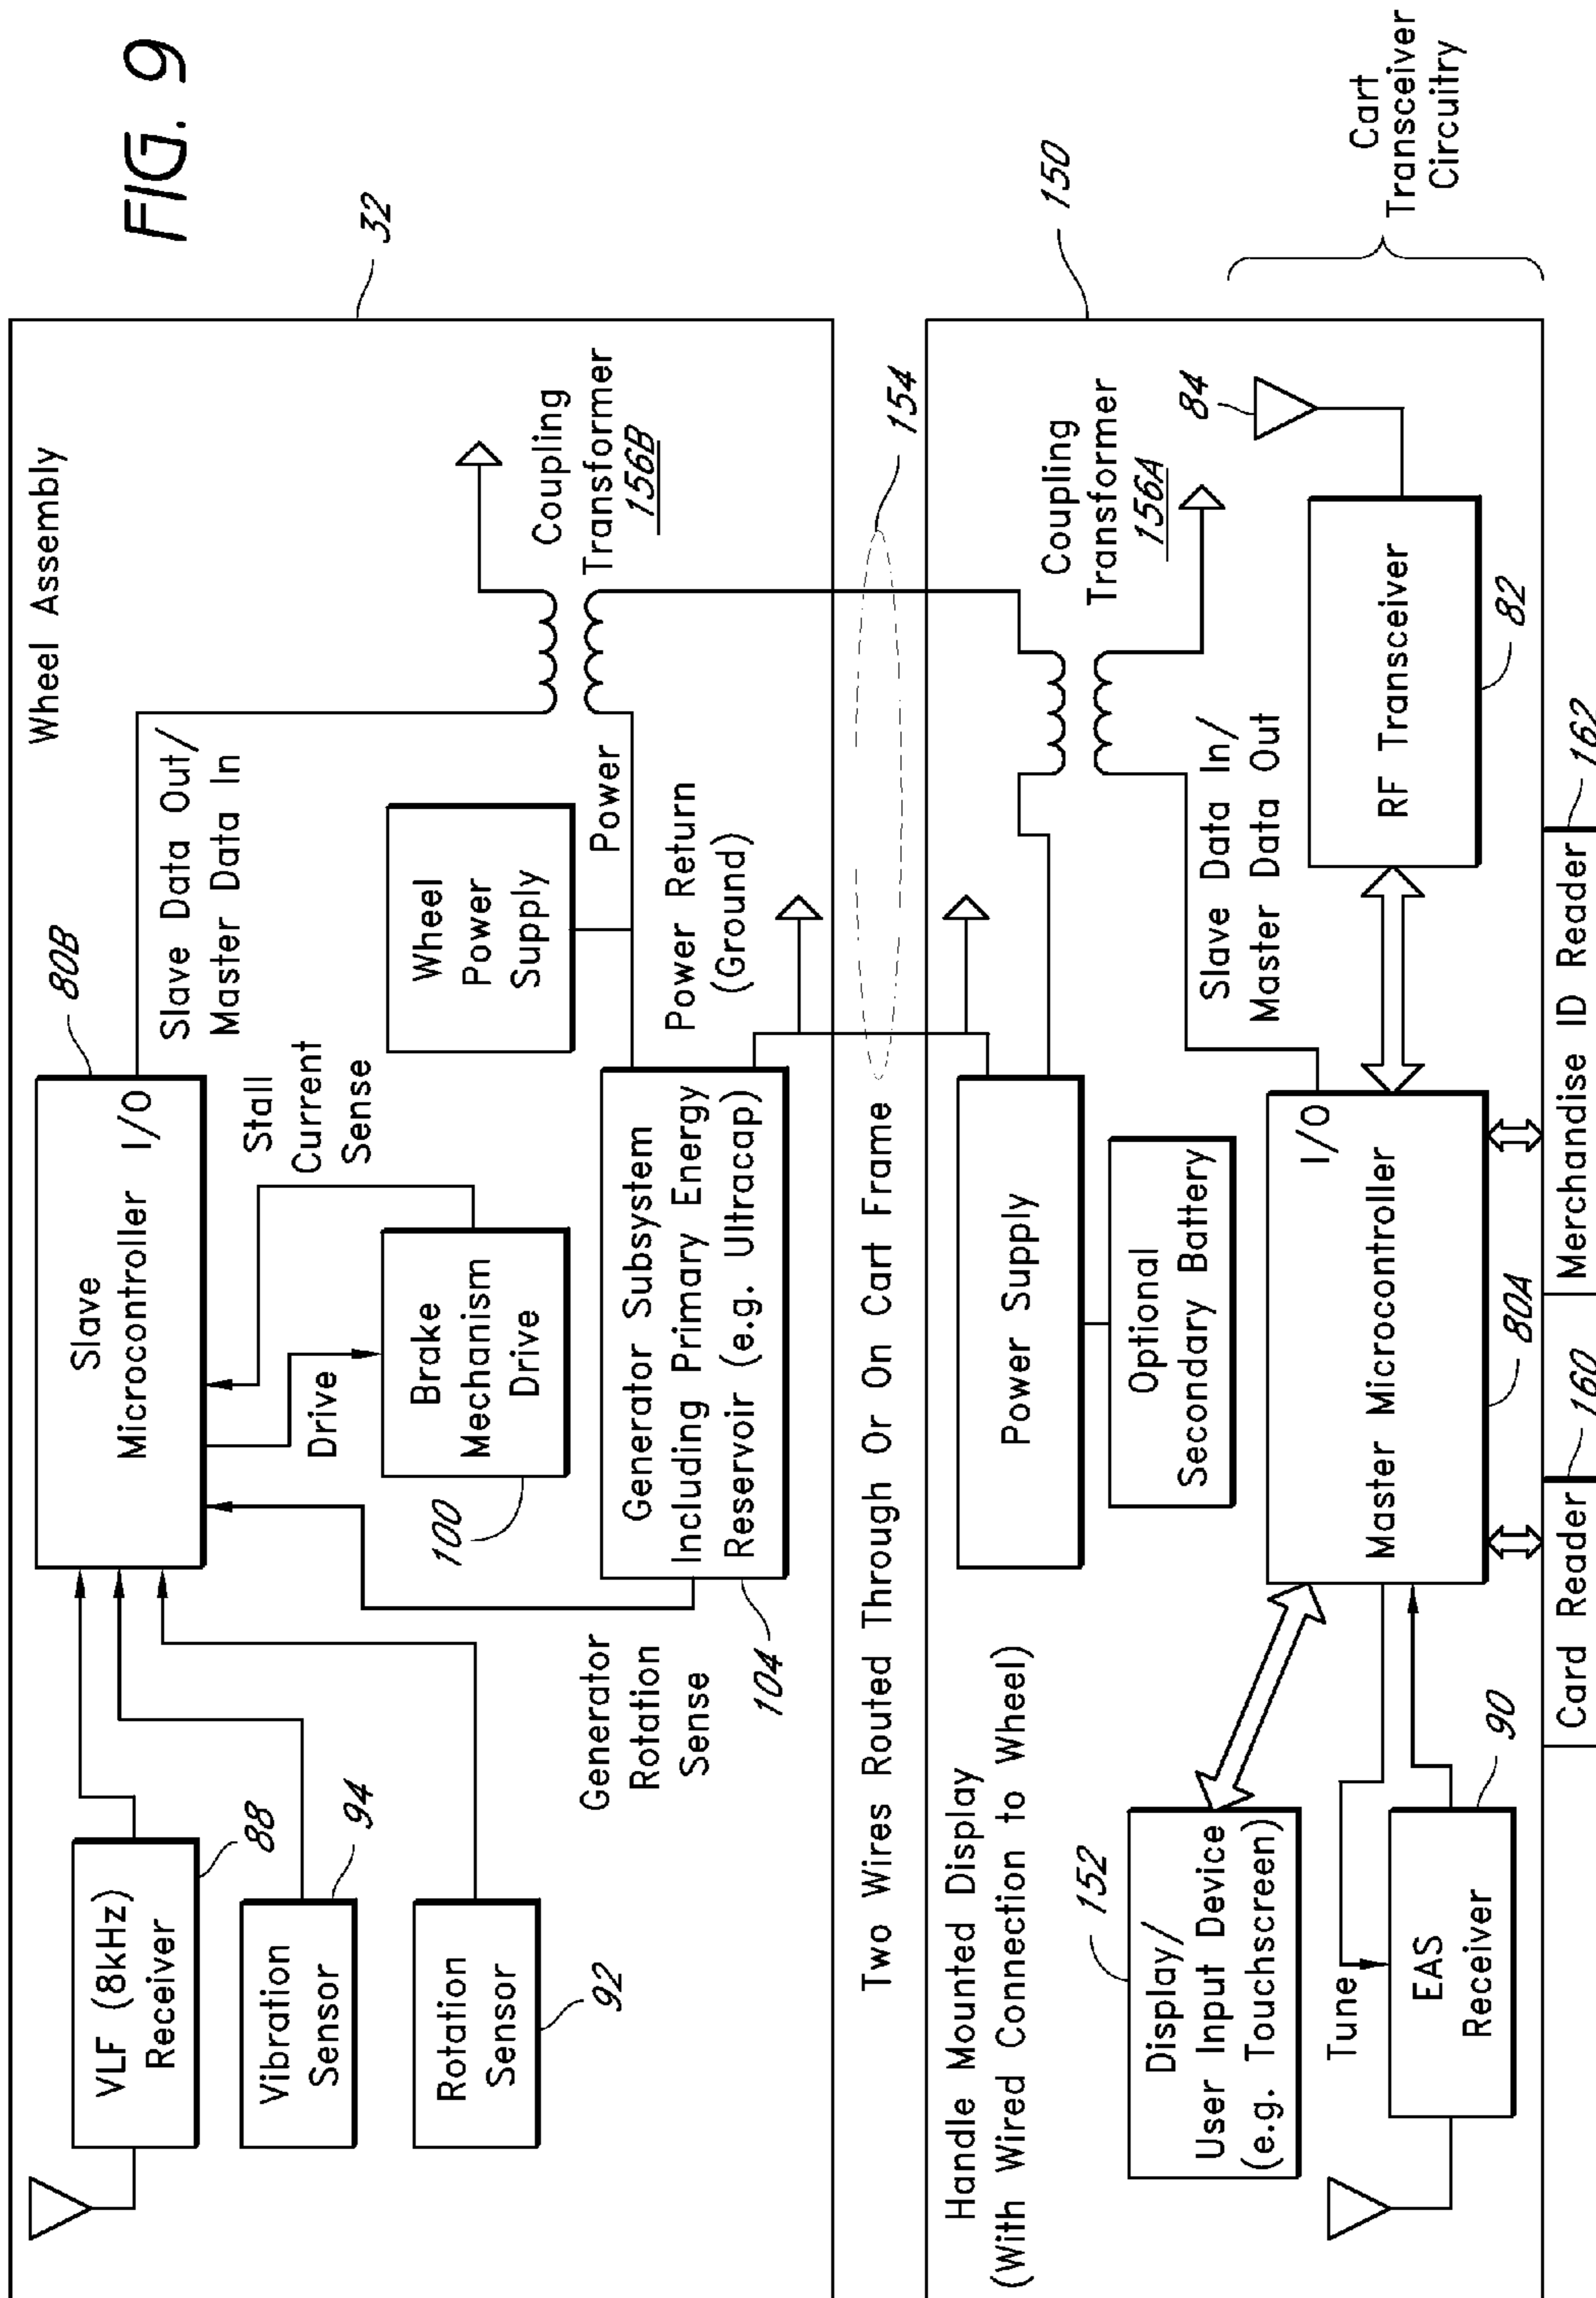 FIG. 9
Wheel Assembly
32
VLF (8kHz)
Receiver
88
Vibration
Sensor
94
Rotation
Sensor
92
Slave
Microcontroller
I/O
80B
Slave Data Out/
Master Data In
Stall
Current
Sense
Drive
Brake
Mechanism
Drive
100
Wheel
Power
Supply
Power
Coupling
Transformer
156B
Generator Subsystem
Including Primary Energy
Reservoir (e.g. Ultracap)
104
Generator
Rotation
Sense
Power Return
(Ground)
Two Wires Routed Through Or On Cart Frame
154
Handle Mounted Display
(With Wired Connection to Wheel)
150
Power Supply
Optional
Secondary Battery
Coupling
Transformer
156A
Slave Data In/
Master Data Out
84
RF Transceiver
82
Cart
Transceiver
Circuitry
152
Display/
User Input Device
(e.g. Touchscreen)
I/O
Master Microcontroller
80A
Tune
EAS
Receiver
90
Card Reader
160
Merchandise ID Reader
162